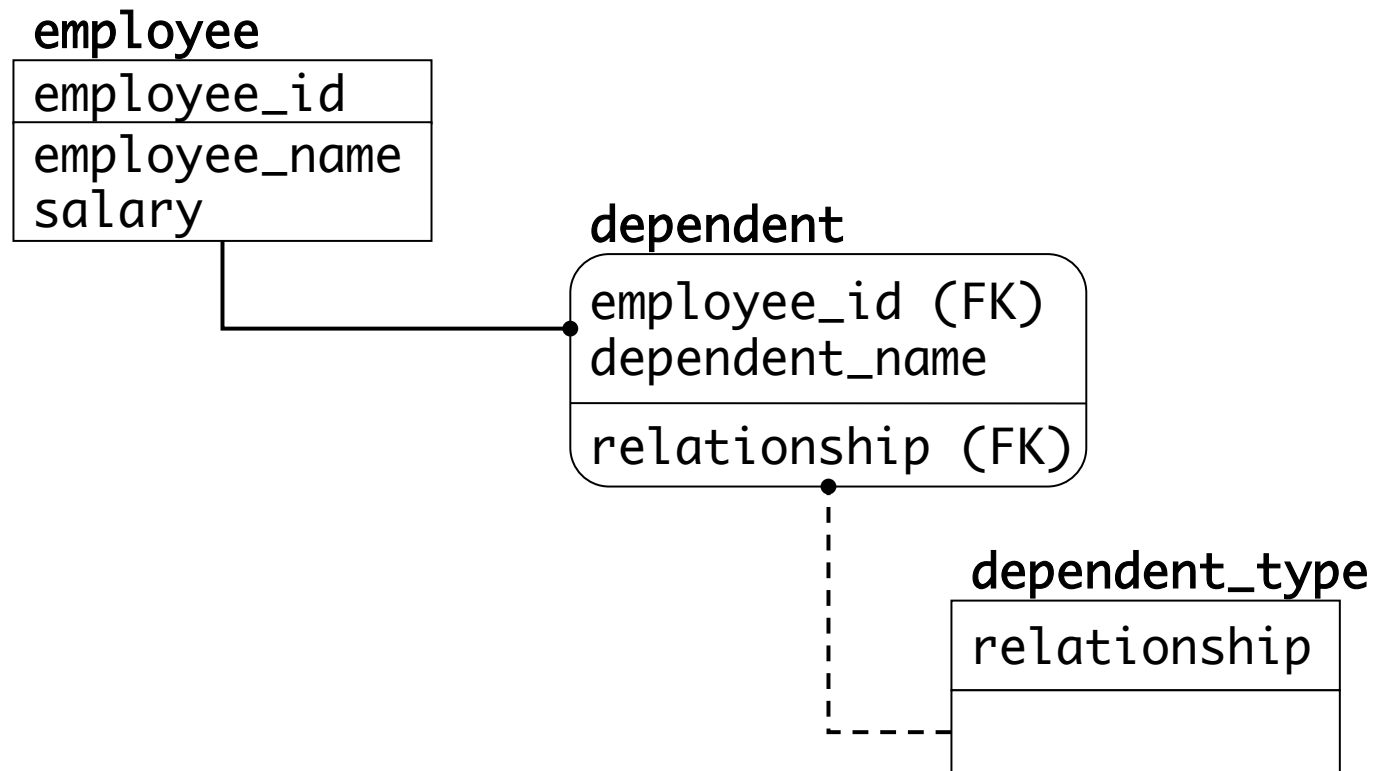 employee
employee_id
employee_name
salary
dependent
employee_id (FK)
dependent_name
relationship (FK)
dependent_type
relationship